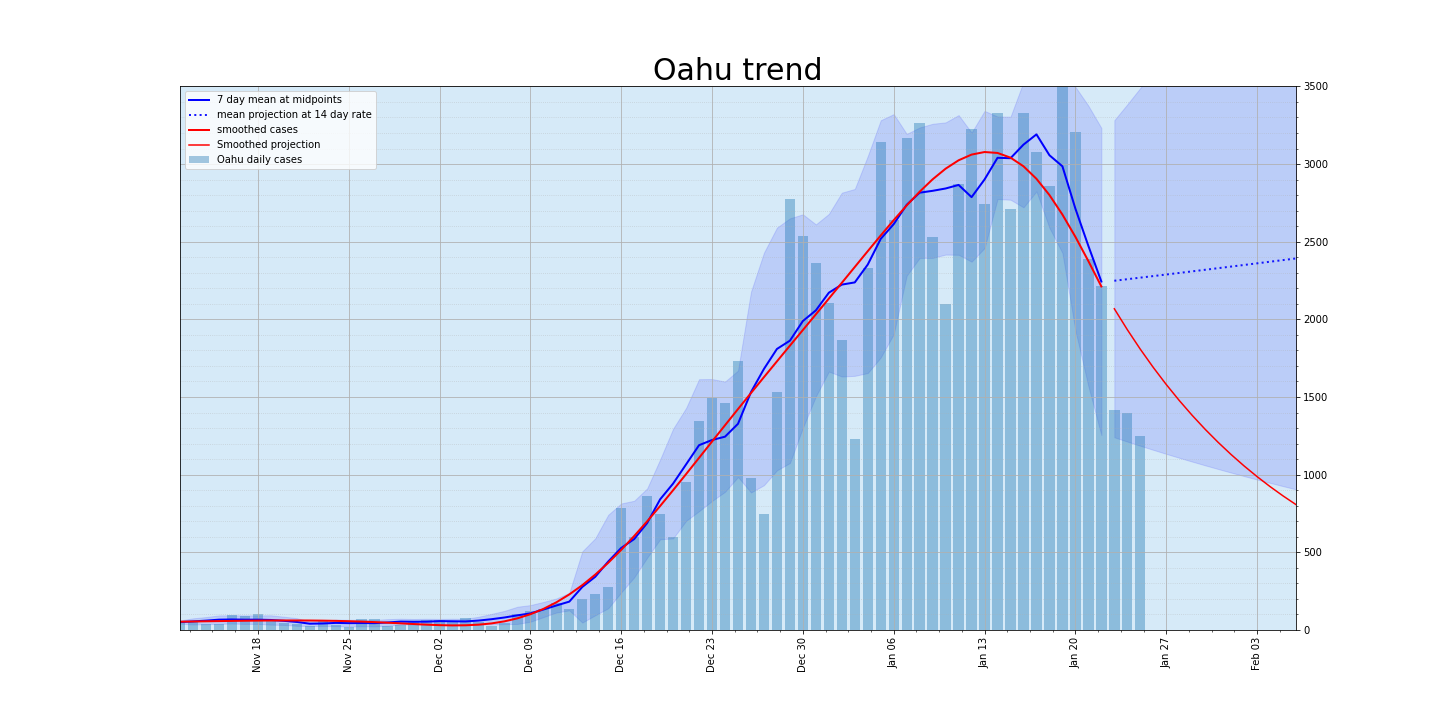 Oahu trend
7 day mean at midpoints
mean projection at 14 day rate
smoothed cases
Smoothed projection
Oahu daily cases
3500
3000
2500
2000
1500
1000
500
0
Nov 18
Nov 25
Dec 02
Dec 09
Dec 16
Dec 23
Dec 30
Jan 06
Jan 13
Jan 20
Jan 27
Feb 03